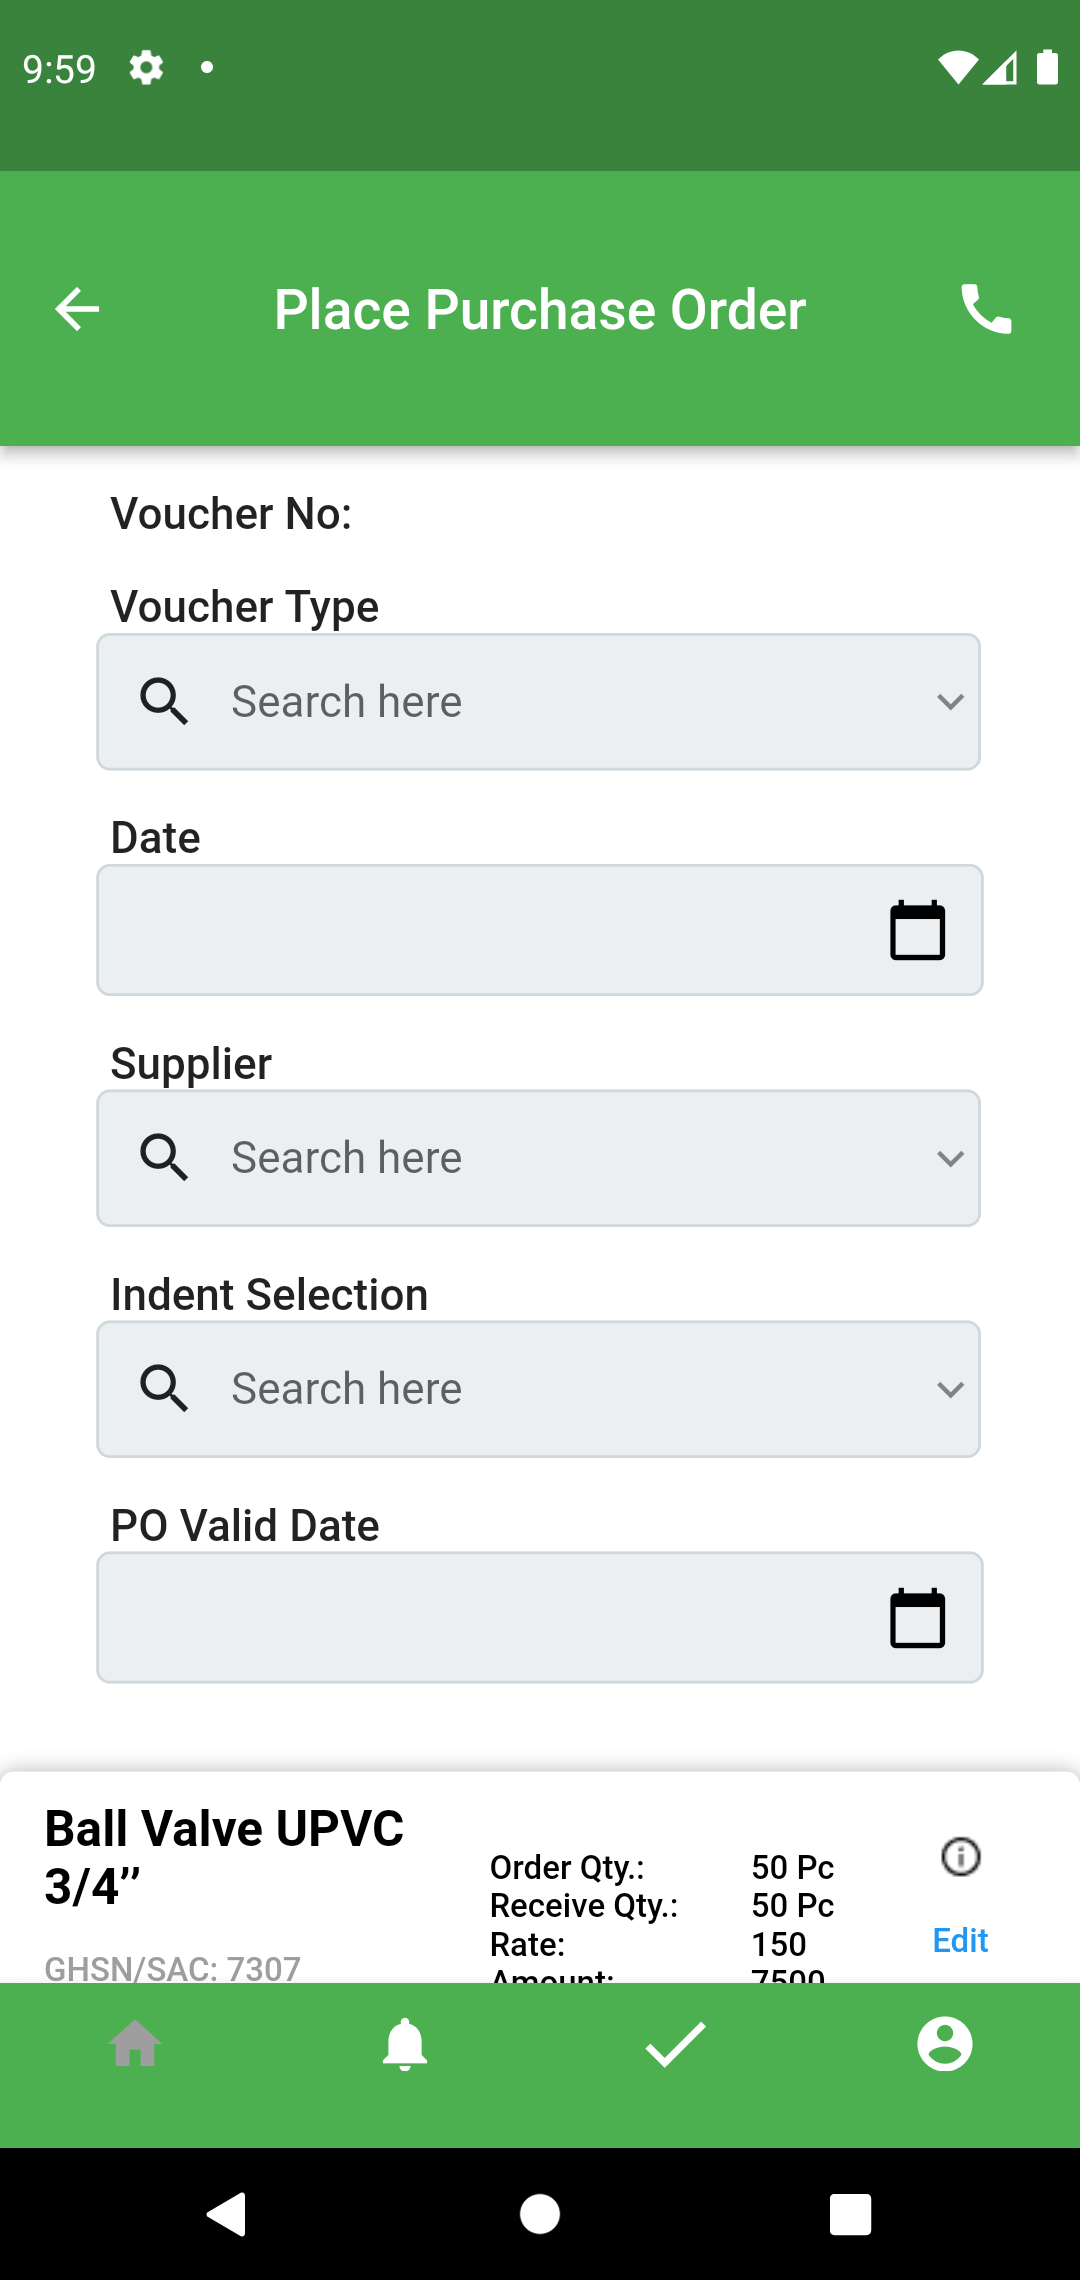 9:59
Place Purchase Order
Voucher No:
Voucher Type
Search here
Date
Supplier
Search here
Indent Selection
Search here
PO Valid Date
Ball Valve UPVC
3/4”
GHSN/SAC: 7307
Order Qty.: 50 Pc
Receive Qty.: 50 Pc
Rate: 150
Amount: 7500
Edit